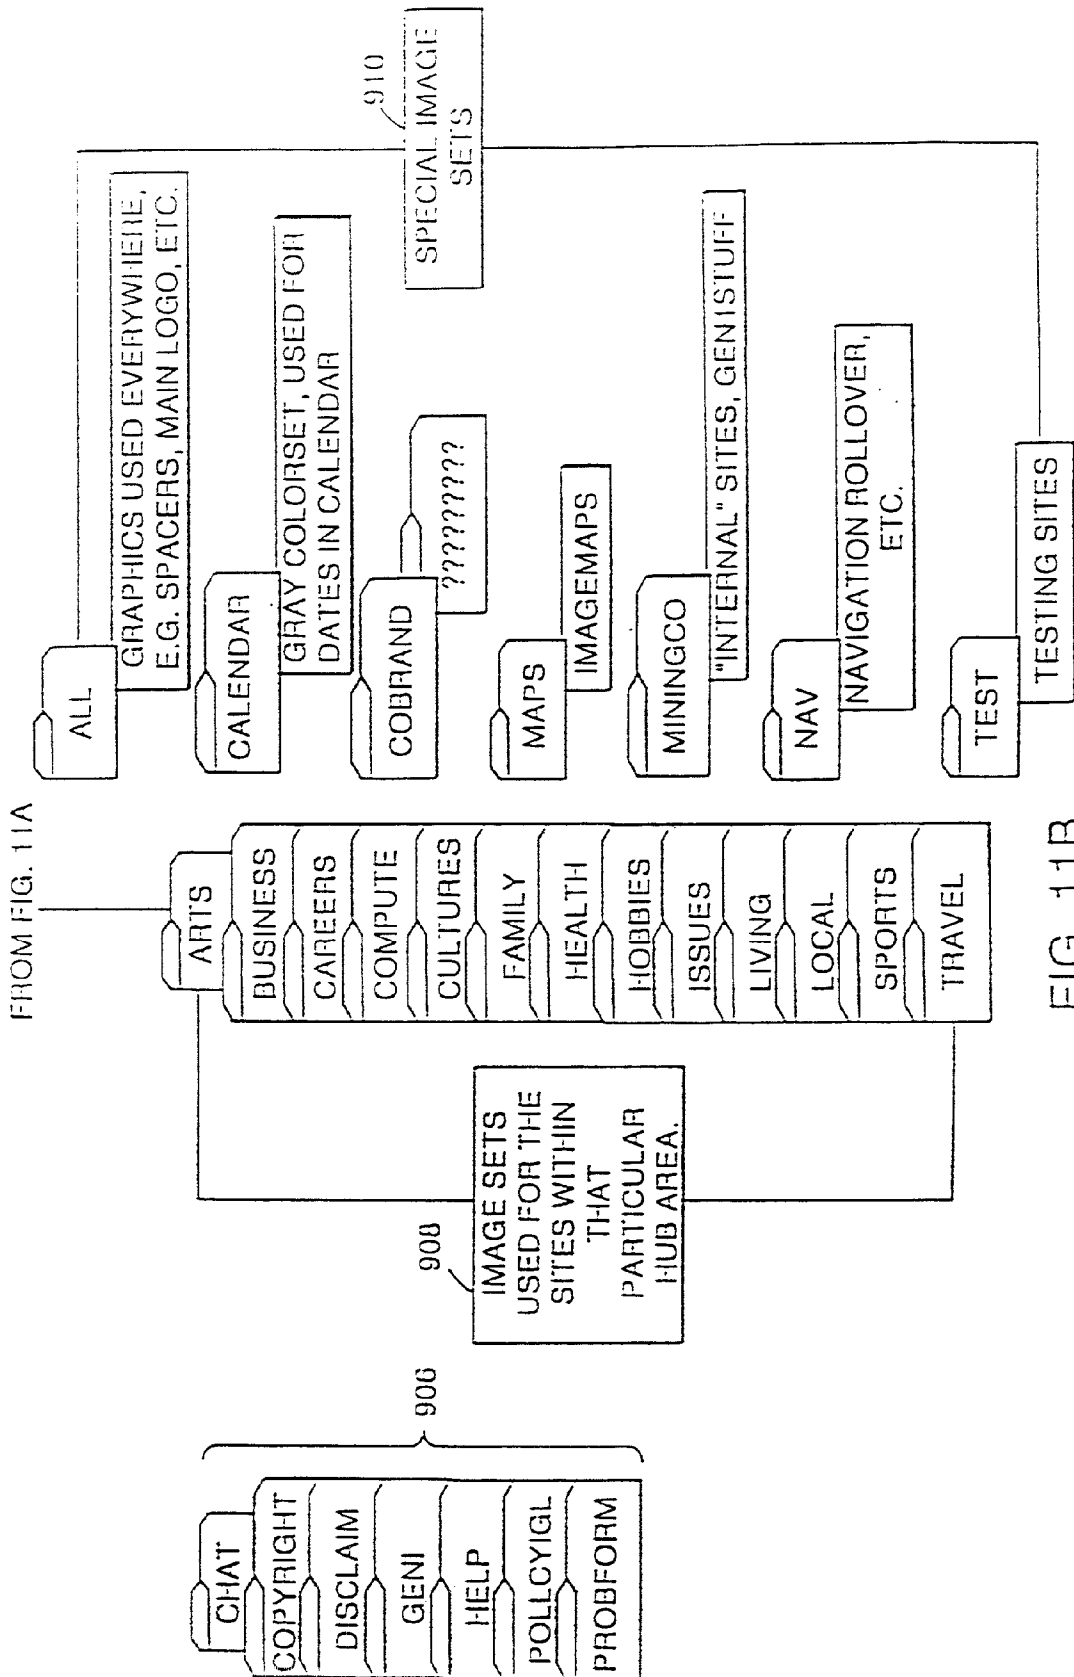 FROM FIG. 11A
CHAT
COPYRIGHT
DISCLAIM
GENI
HELP
POLLCYIGL
PROBFORM
906
908
IMAGE SETS
USED FOR THE
SITES WITHIN
THAT
PARTICULAR
HUB AREA.
ARTS
BUSINESS
CAREERS
COMPUTE
CULTURES
FAMILY
HEALTH
HOBBIES
ISSUES
LIVING
LOCAL
SPORTS
TRAVEL
ALL
GRAPHICS USED EVERYWHERE,
E.G. SPACERS, MAIN LOGO, ETC.
CALENDAR
GRAY COLORSET, USED FOR
DATES IN CALENDAR
COBRAND
?????????
MAPS
IMAGEMAPS
MININGCO
"INTERNAL" SITES, GENISTUFF
NAV
NAVIGATION ROLLOVER,
ETC.
TEST
TESTING SITES
910
SPECIAL IMAGE
SETS
FIG. 11B